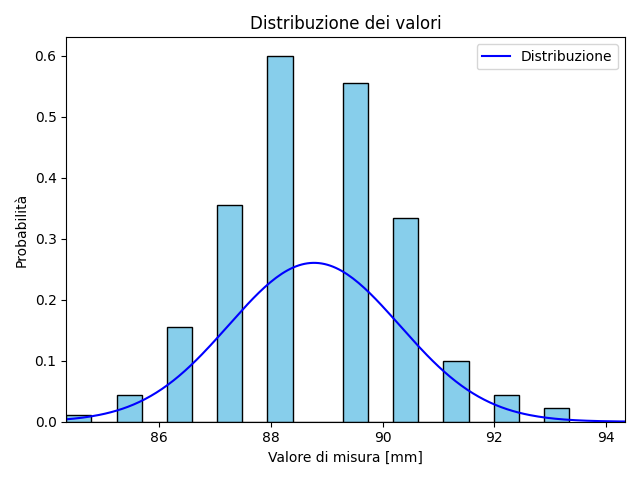 Distribuzione dei valori
Distribuzione
Probabilità
0.6
0.5
0.4
0.3
0.2
0.1
0.0
86 88 90 92 94
Valore di misura [mm]